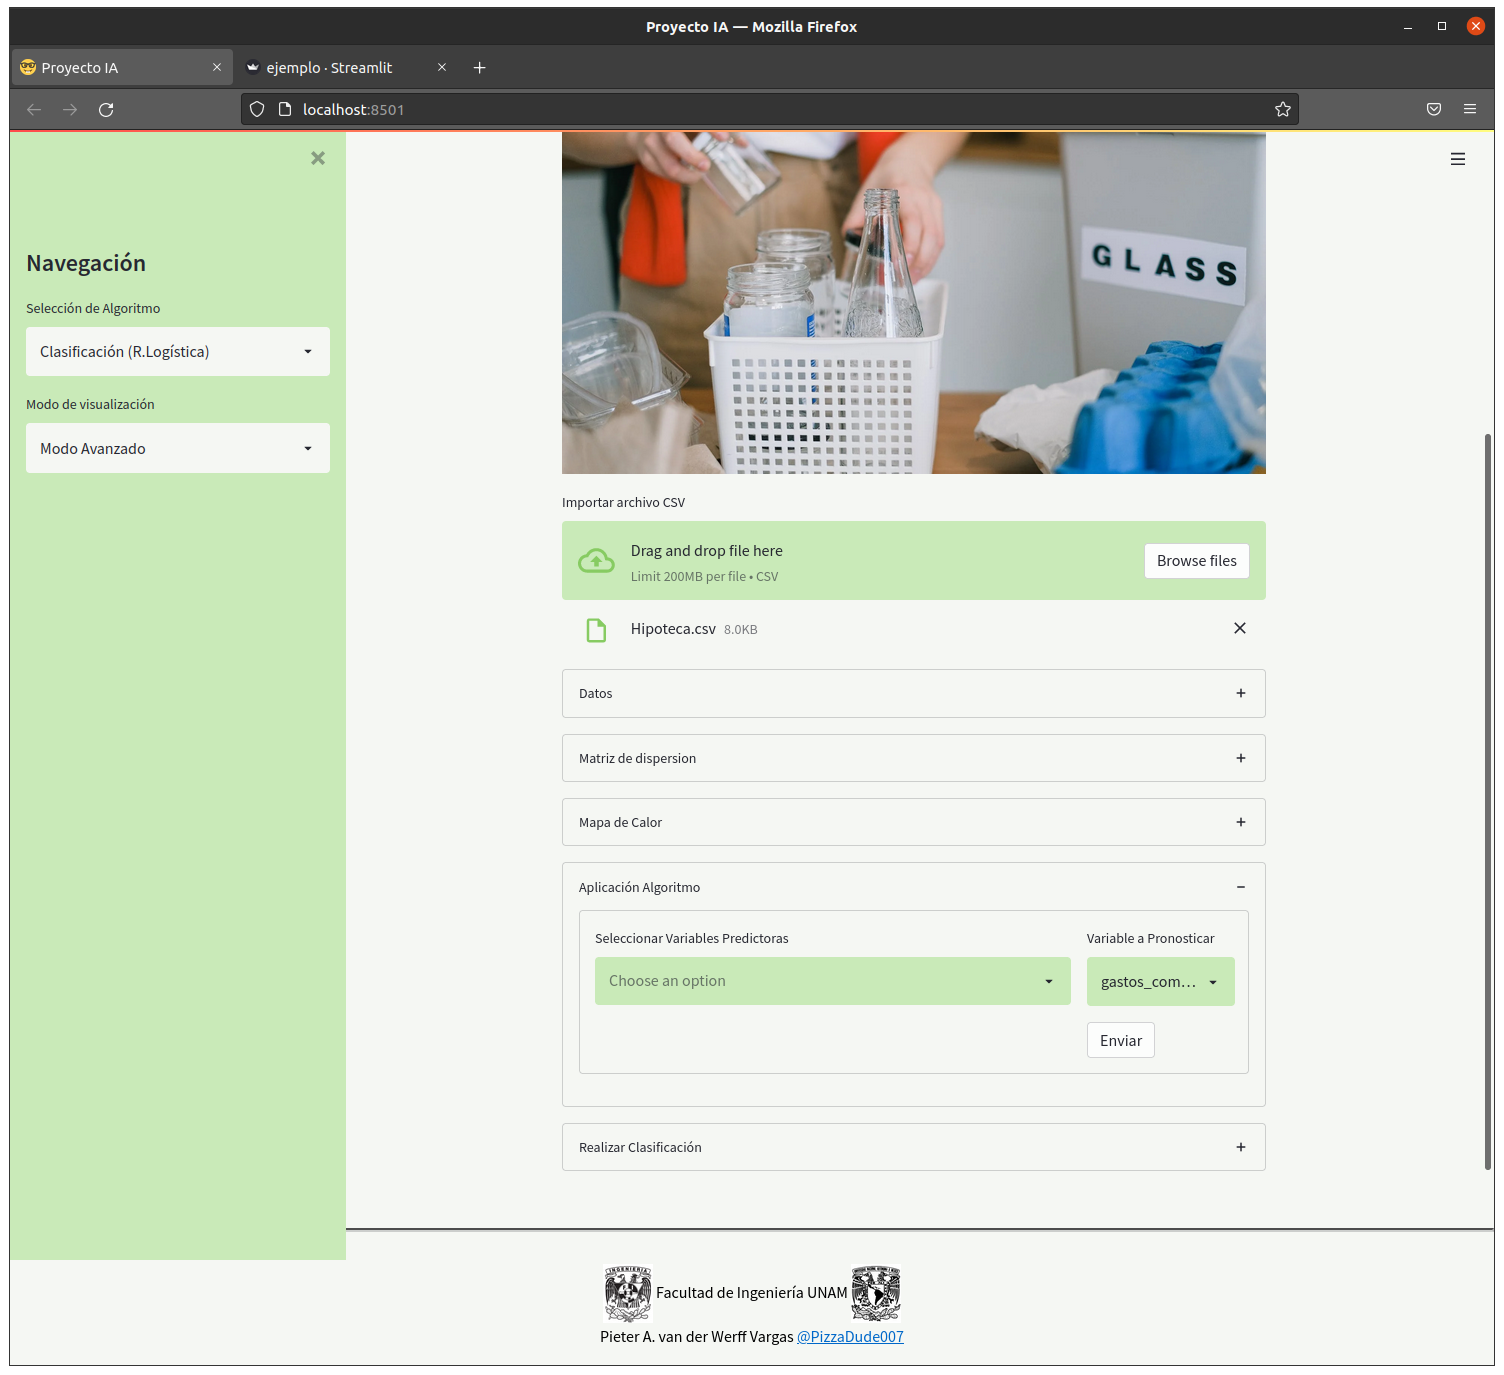 Proyecto IA — Mozilla Firefox
Proyecto IA
ejemplo · Streamlit
localhost:8501
Navegación
Selección de Algoritmo
Clasificación (R.Logística)
Modo de visualización
Modo Avanzado
GLASS
Importar archivo CSV
Drag and drop file here
Limit 200MB per file • CSV
Browse files
Hipoteca.csv 8.0KB
Datos
Matriz de dispersion
Mapa de Calor
Aplicación Algoritmo
Seleccionar Variables Predictoras
Choose an option
Variable a Pronosticar
gastos_com...
Enviar
Realizar Clasificación
INGENIERIA
Facultad de Ingeniería UNAM
Pieter A. van der Werff Vargas @PizzaDude007